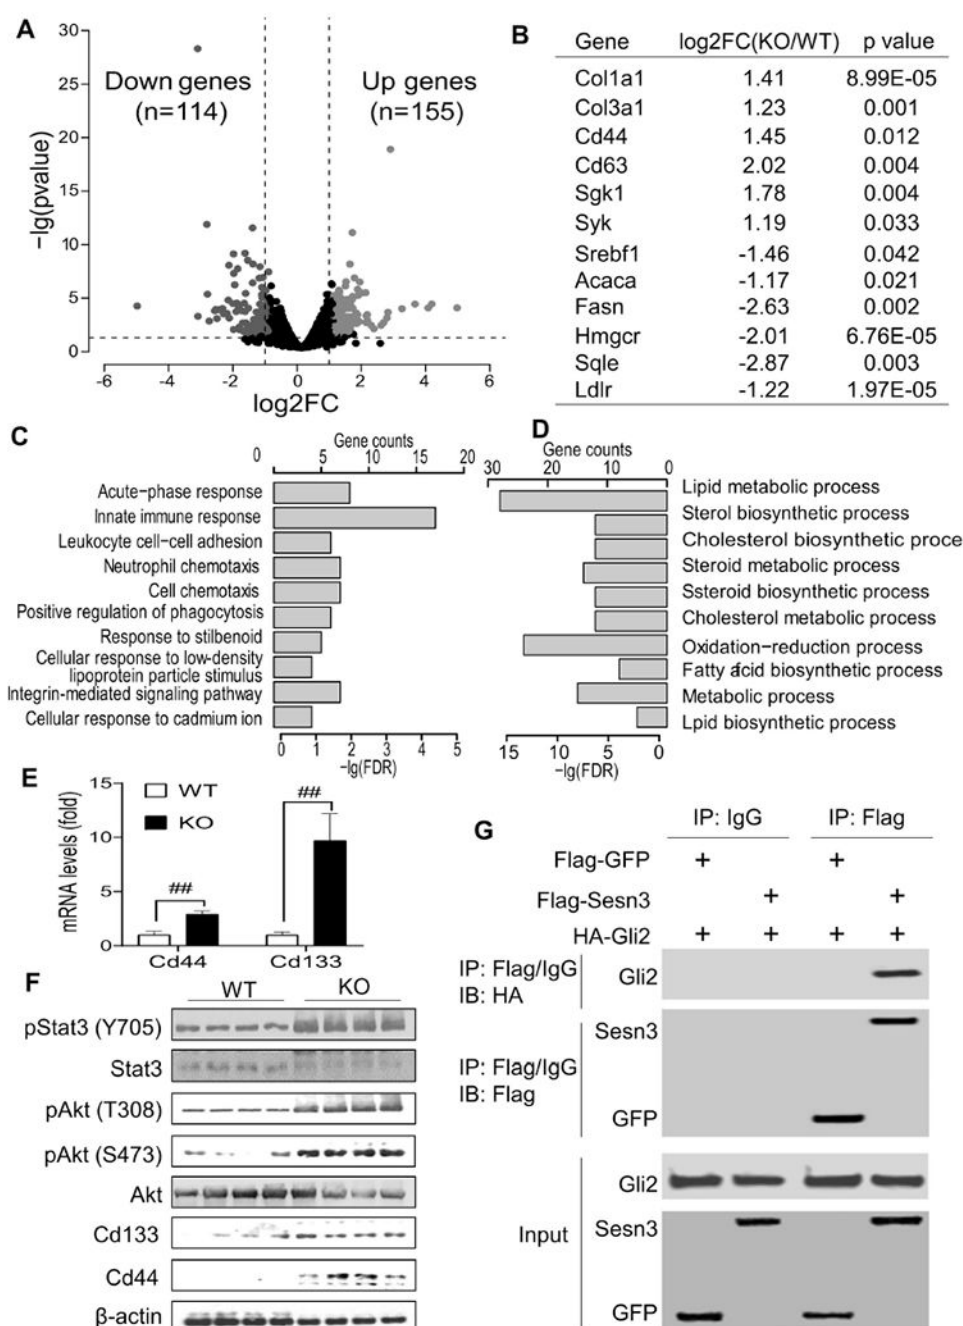 A
30
25
20
15
10
5
0
−lg(pvalue)
Down genes
(n=114)
Up genes
(n=155)
-6 -4 -2 0 2 4 6
log2FC
B
Gene log2FC(KO/WT) p value
Col1a1 1.41 8.99E-05
Col3a1 1.23 0.001
Cd44 1.45 0.012
Cd63 2.02 0.004
Sgk1 1.78 0.004
Syk 1.19 0.033
Srebf1 -1.46 0.042
Acaca -1.17 0.021
Fasn -2.63 0.002
Hmgcr -2.01 6.76E-05
Sqle -2.87 0.003
Ldlr -1.22 1.97E-05
C
Gene counts
0 5 10 15 20
Acute−phase response
Innate immune response
Leukocyte cell−cell adhesion
Neutrophil chemotaxis
Cell chemotaxis
Positive regulation of phagocytosis
Response to stilbenoid
Cellular response to low−density
lipoprotein particle stimulus
Integrin−mediated signaling pathway
Cellular response to cadmium ion
0 1 2 3 4 5
−lg(FDR)
D
Gene counts
30 20 10 0
Lipid metabolic process
Sterol biosynthetic process
Cholesterol biosynthetic proce
Steroid metabolic process
Ssteroid biosynthetic process
Cholesterol metabolic process
Oxidation−reduction process
Fatty acid biosynthetic process
Metabolic process
Lpid biosynthetic process
15 10 5 0
−lg(FDR)
E
15
10
5
0
mRNA levels (fold)
WT
KO
##
##
Cd44 Cd133
F
WT KO
pStat3 (Y705)
Stat3
pAkt (T308)
pAkt (S473)
Akt
Cd133
Cd44
β-actin
G
IP: IgG IP: Flag
Flag-GFP + +
Flag-Sesn3 + +
HA-Gli2 + + + +
IP: Flag/IgG
IB: HA
Gli2
IP: Flag/IgG
IB: Flag
Sesn3
GFP
Input
Gli2
Sesn3
GFP